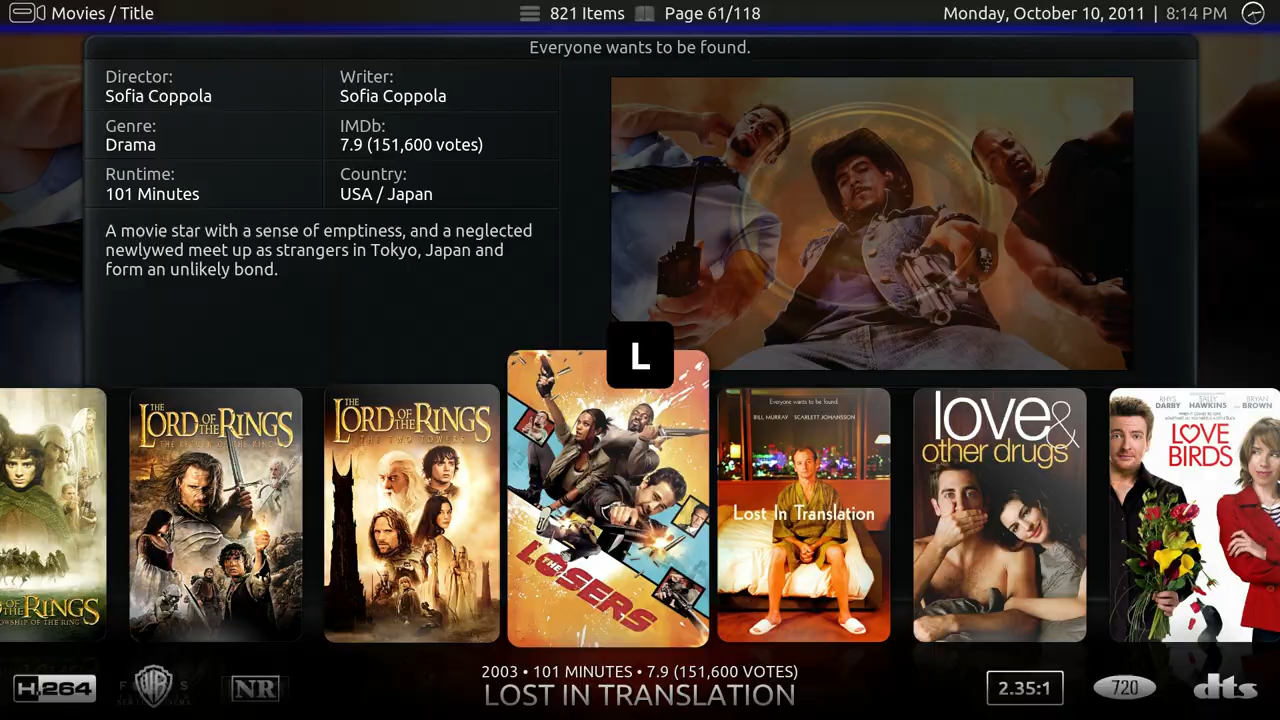 Movies / Title
821 Items
Page 61/118
Monday, October 10, 2011 | 8:14 PM
Everyone wants to be found.
Director:
Sofia Coppola
Writer:
Sofia Coppola
Genre:
Drama
IMDb:
7.9 (151,600 votes)
Runtime:
101 Minutes
Country:
USA / Japan
A movie star with a sense of emptiness, and a neglected
newlywed meet up as strangers in Tokyo, Japan and
form an unlikely bond.
L
OF THE RINGS
THE
LORD OF THE RINGS
THE RETURN OF THE KING
THE
LORD OF THE RINGS
THE TWO TOWERS
THE
LOSERS
Everyone wants to be found.
BILL MURRAY SCARLETT JOHANSSON
Lost In Translation
love &
other drugs
RHYS DARBY
SALLY HAWKINS
BRYAN BROWN
LOVE
BIRDS
H.264
WB
NR
2003 • 101 MINUTES • 7.9 (151,600 VOTES)
LOST IN TRANSLATION
2.35:1
720
dts